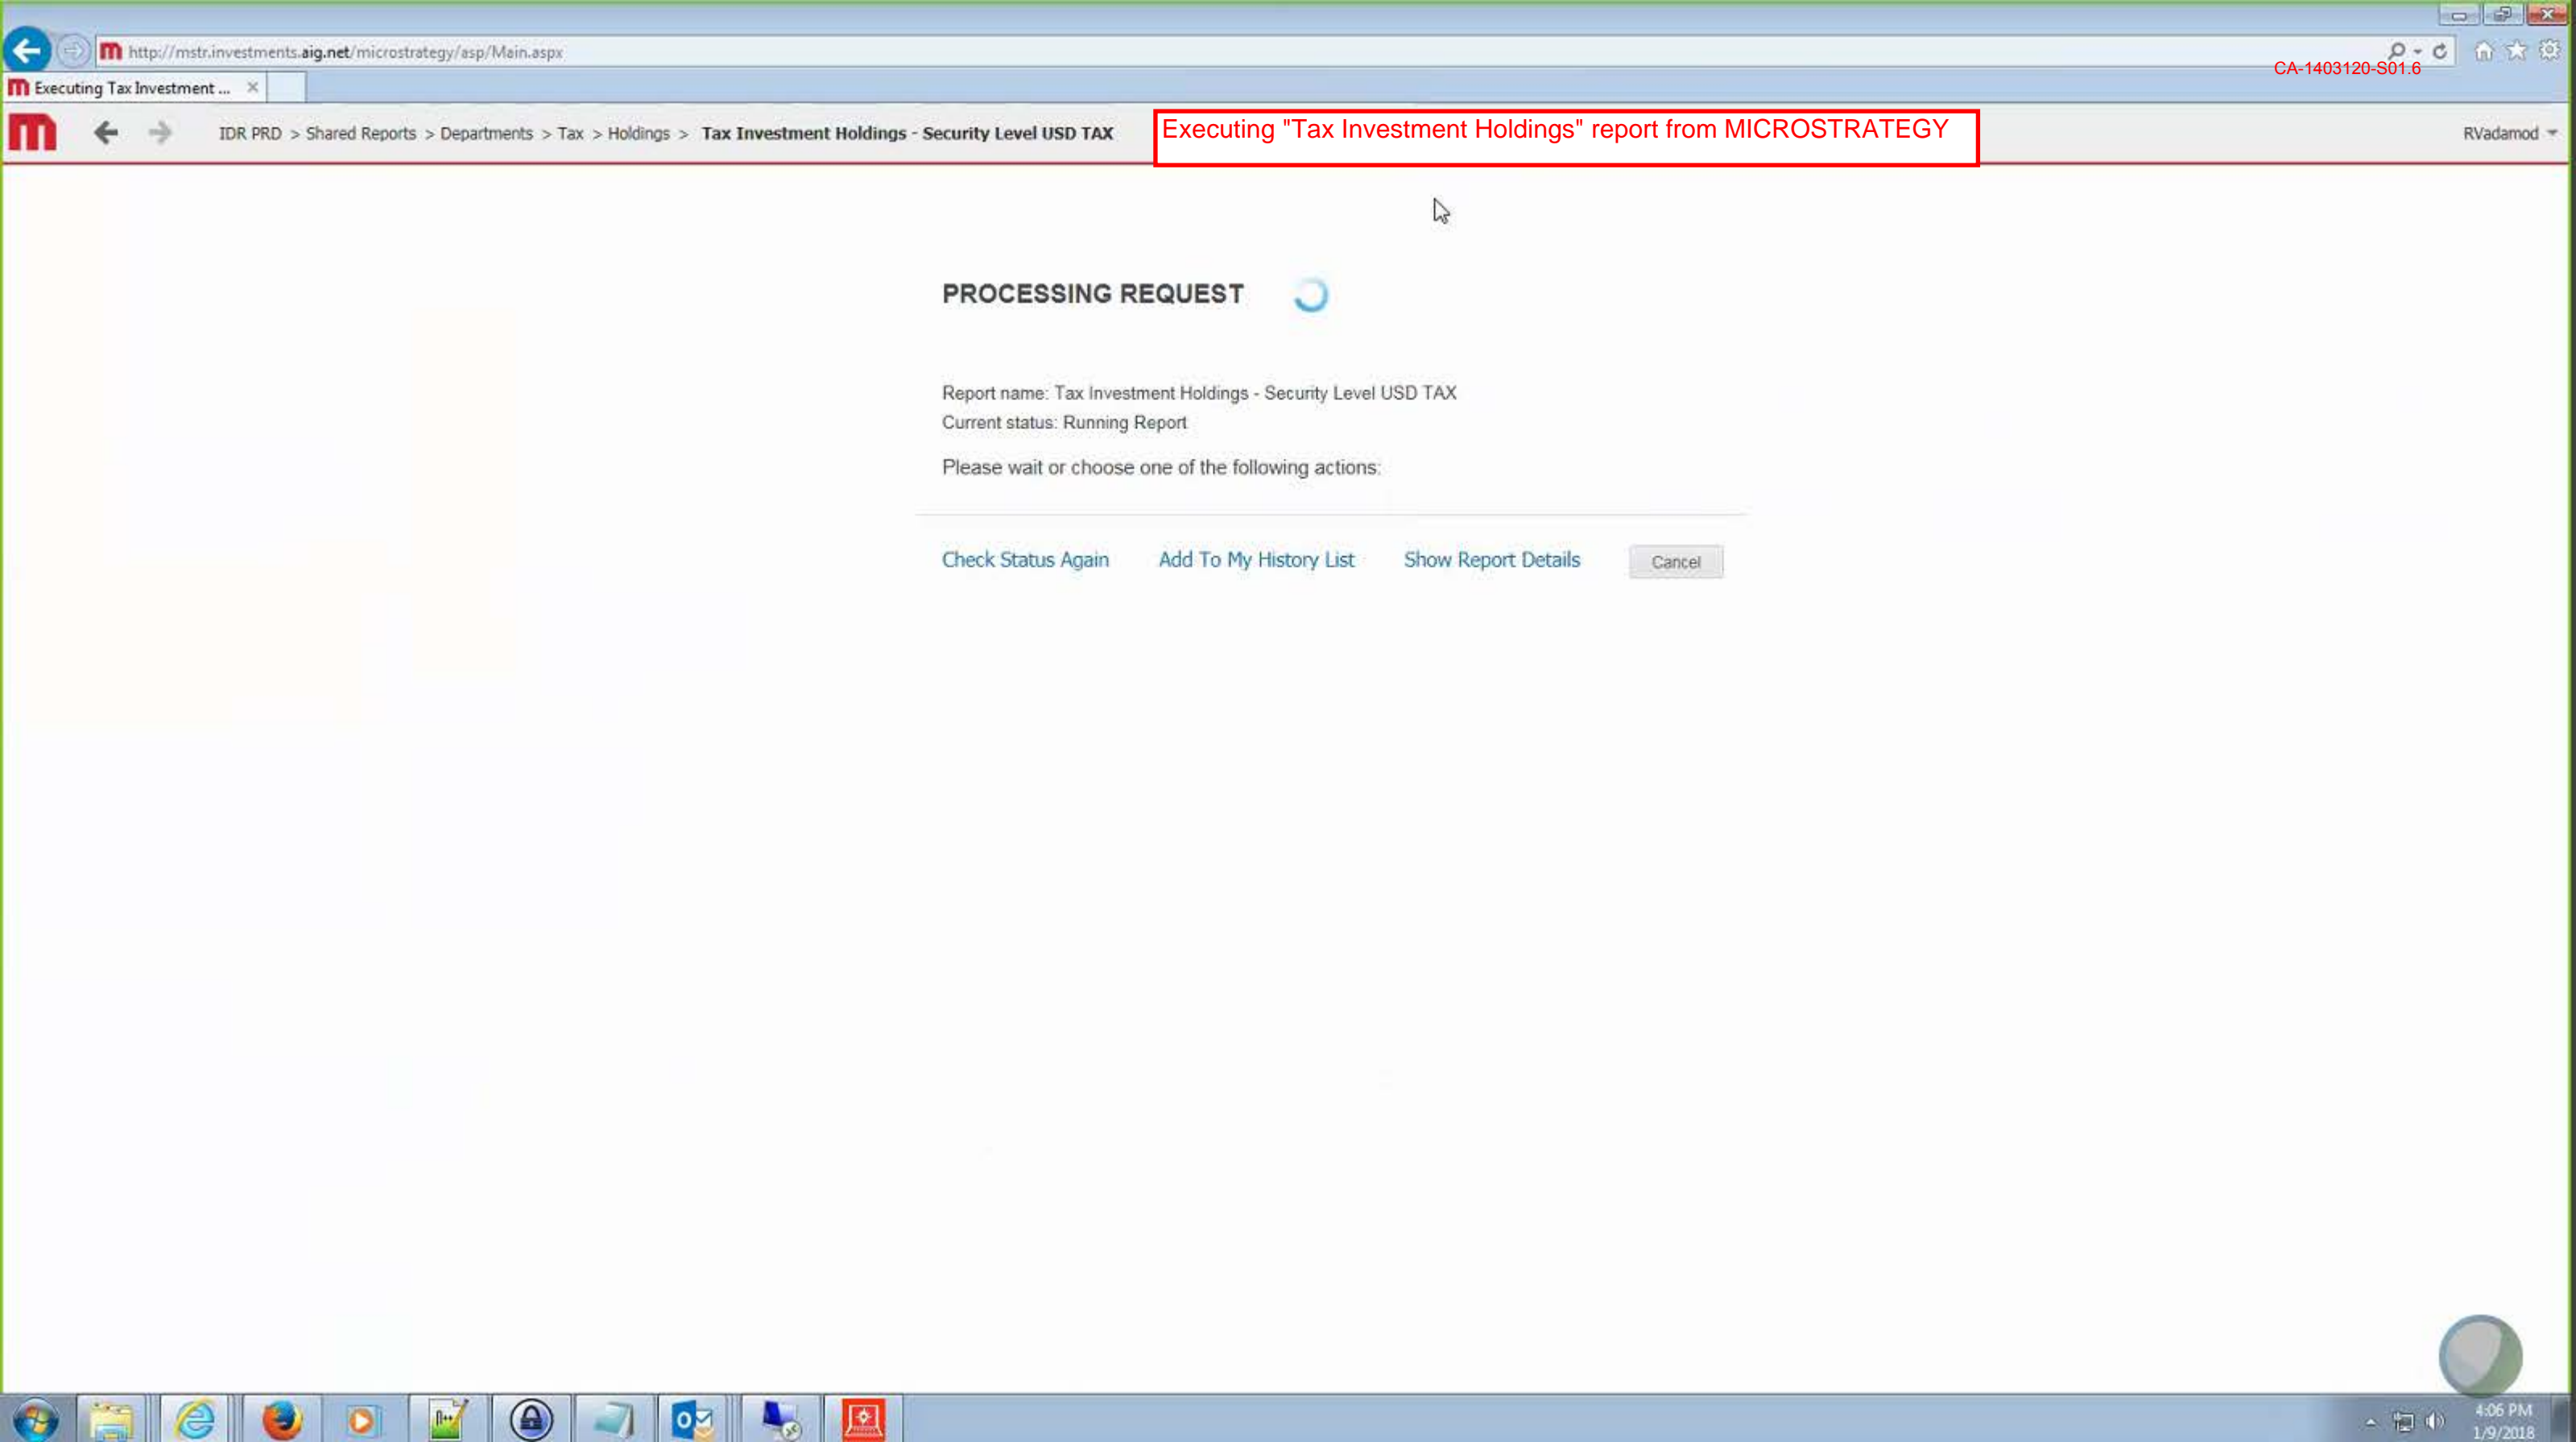 http://mstr.investments.aig.net/microstrategy/asp/Main.aspx
CA-1403120-S01.6
Executing Tax Investment ...
IDR PRD > Shared Reports > Departments > Tax > Holdings > Tax Investment Holdings - Security Level USD TAX
Executing "Tax Investment Holdings" report from MICROSTRATEGY
RVadamod
PROCESSING REQUEST
Report name: Tax Investment Holdings - Security Level USD TAX
Current status: Running Report
Please wait or choose one of the following actions:
Check Status Again Add To My History List Show Report Details Cancel
4:06 PM
1/9/2018